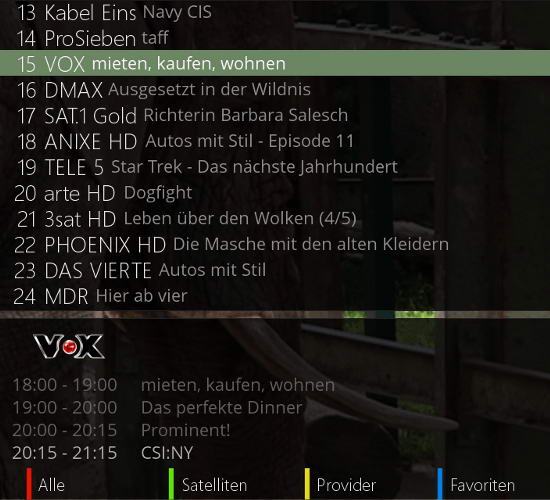 13 Kabel Eins Navy CIS
14 ProSieben taff
15 VOX mieten, kaufen, wohnen
16 DMAX Ausgesetzt in der Wildnis
17 SAT.1 Gold Richterin Barbara Salesch
18 ANIXE HD Autos mit Stil - Episode 11
19 TELE 5 Star Trek - Das nächste Jahrhundert
20 arte HD Dogfight
21 3sat HD Leben über den Wolken (4/5)
22 PHOENIX HD Die Masche mit den alten Kleidern
23 DAS VIERTE Autos mit Stil
24 MDR Hier ab vier
VOX
18:00 - 19:00 mieten, kaufen, wohnen
19:00 - 20:00 Das perfekte Dinner
20:00 - 20:15 Prominent!
20:15 - 21:15 CSI:NY
Alle Satelliten Provider Favoriten